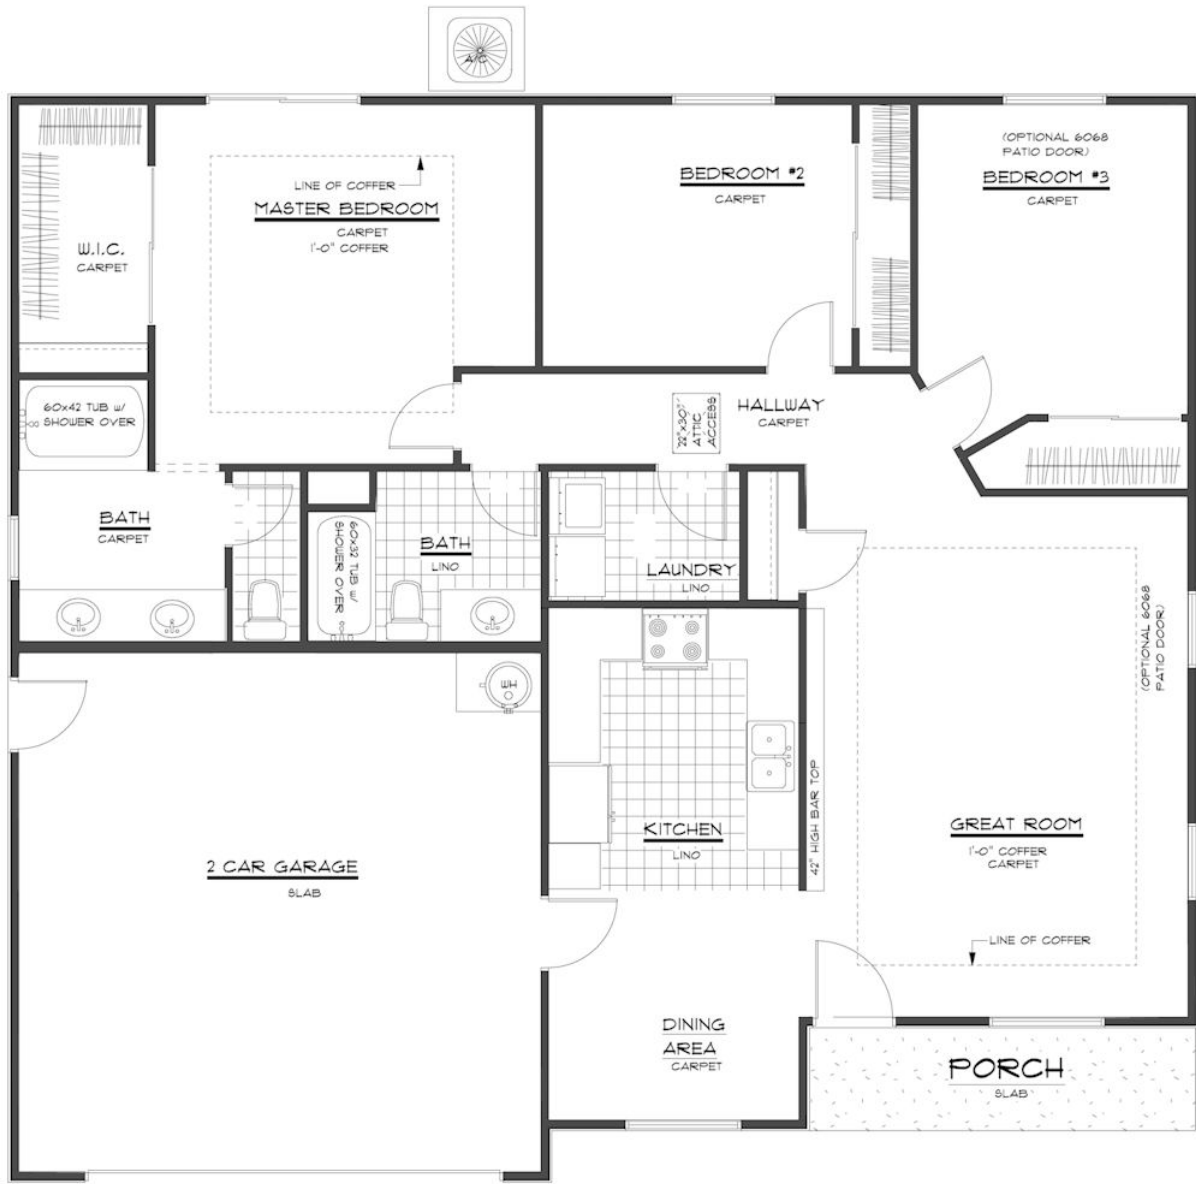 A/C
(OPTIONAL 6068
PATIO DOOR)
BEDROOM #3
CARPET
BEDROOM #2
CARPET
LINE OF COFFER
MASTER BEDROOM
CARPET
1'-0" COFFER
W.I.C.
CARPET
60x42 TUB w/
SHOWER OVER
22"x30"
ATTIC
ACCESS
HALLWAY
CARPET
BATH
CARPET
60x32 TUB w/
SHOWER OVER
BATH
LINO
LAUNDRY
LINO
(OPTIONAL 6068
PATIO DOOR)
WH
KITCHEN
LINO
42" HIGH BAR TOP
GREAT ROOM
1'-0" COFFER
CARPET
2 CAR GARAGE
SLAB
LINE OF COFFER
DINING
AREA
CARPET
PORCH
SLAB